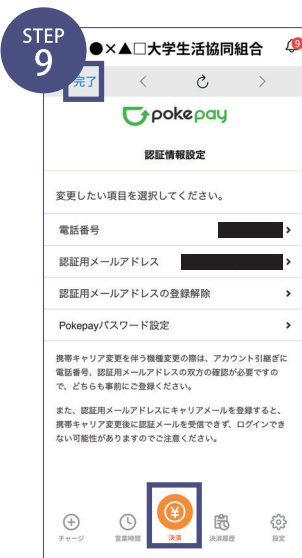 STEP
9
●×▲□大学生活協同組合
9
完了
pokepay
認証情報設定
変更したい項目を選択してください。
電話番号
認証用メールアドレス
認証用メールアドレスの登録解除
Pokepayパスワード設定
携帯キャリア変更を伴う機種変更の際は、アカウント引継ぎに
電話番号、認証用メールアドレスの双方の確認が必要ですの
で、どちらも事前にご登録ください。
また、認証用メールアドレスにキャリアメールを登録すると、
携帯キャリア変更後に認証メールを受信できず、ログインでき
ない可能性がありますのでご注意ください。
チャージ 営業時間 決済 決済履歴 設定